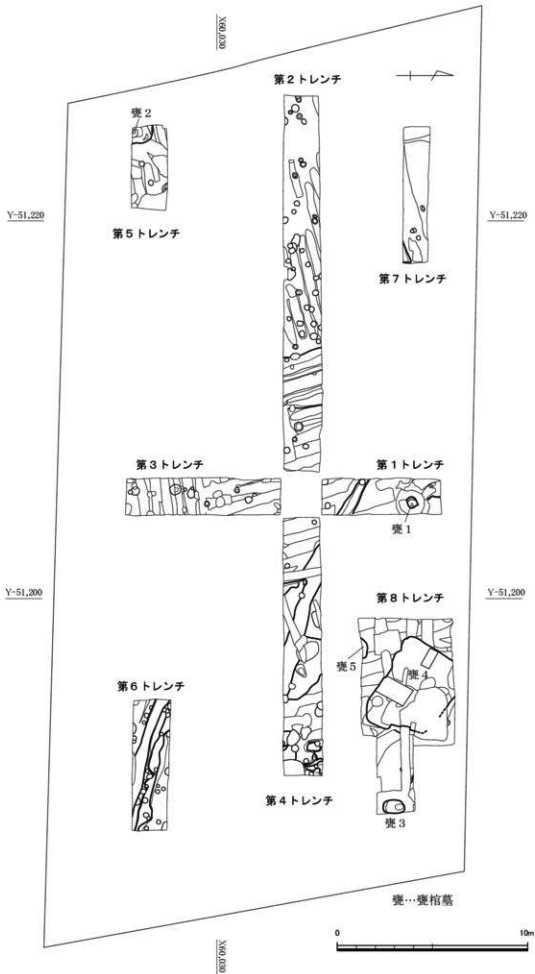 X60,030
第2トレンチ
甕2
Y-51,220
Y-51,220
第5トレンチ
第7トレンチ
第3トレンチ
第1トレンチ
甕1
Y-51,200
第8トレンチ
Y-51,200
甕5
甕4
第6トレンチ
第4トレンチ
甕3
甕…甕棺墓
X60,030
0
10m